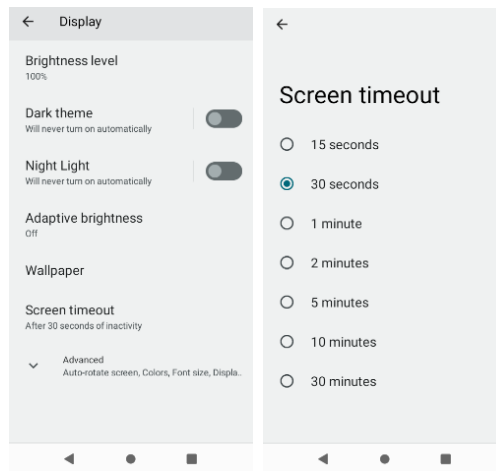 Display
Brightness level
100%
Dark theme
Will never turn on automatically
Night Light
Will never turn on automatically
Adaptive brightness
Off
Wallpaper
Screen timeout
After 30 seconds of inactivity
Advanced
Auto-rotate screen, Colors, Font size, Displa..
Screen timeout
15 seconds
30 seconds
1 minute
2 minutes
5 minutes
10 minutes
30 minutes